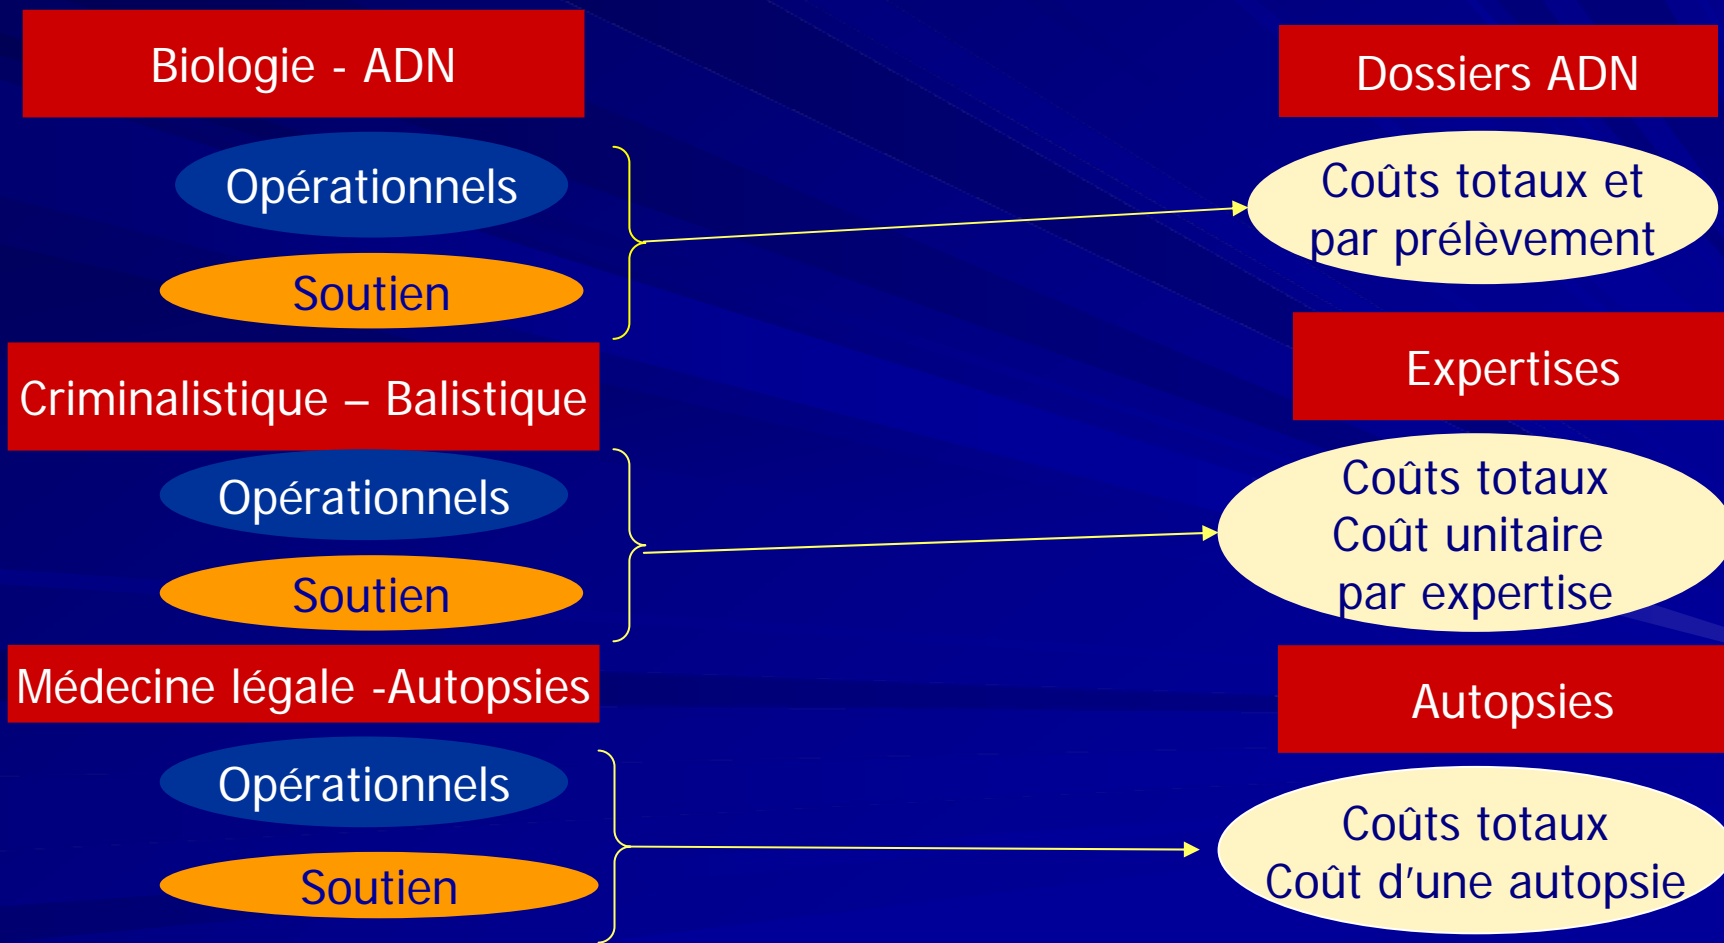 Biologie - ADN
Opérationnels
Soutien
Criminalistique – Balistique
Opérationnels
Soutien
Médecine légale -Autopsies
Opérationnels
Soutien
Dossiers ADN
Coûts totaux et
par prélèvement
Expertises
Coûts totaux
Coût unitaire
par expertise
Autopsies
Coûts totaux
Coût d’une autopsie